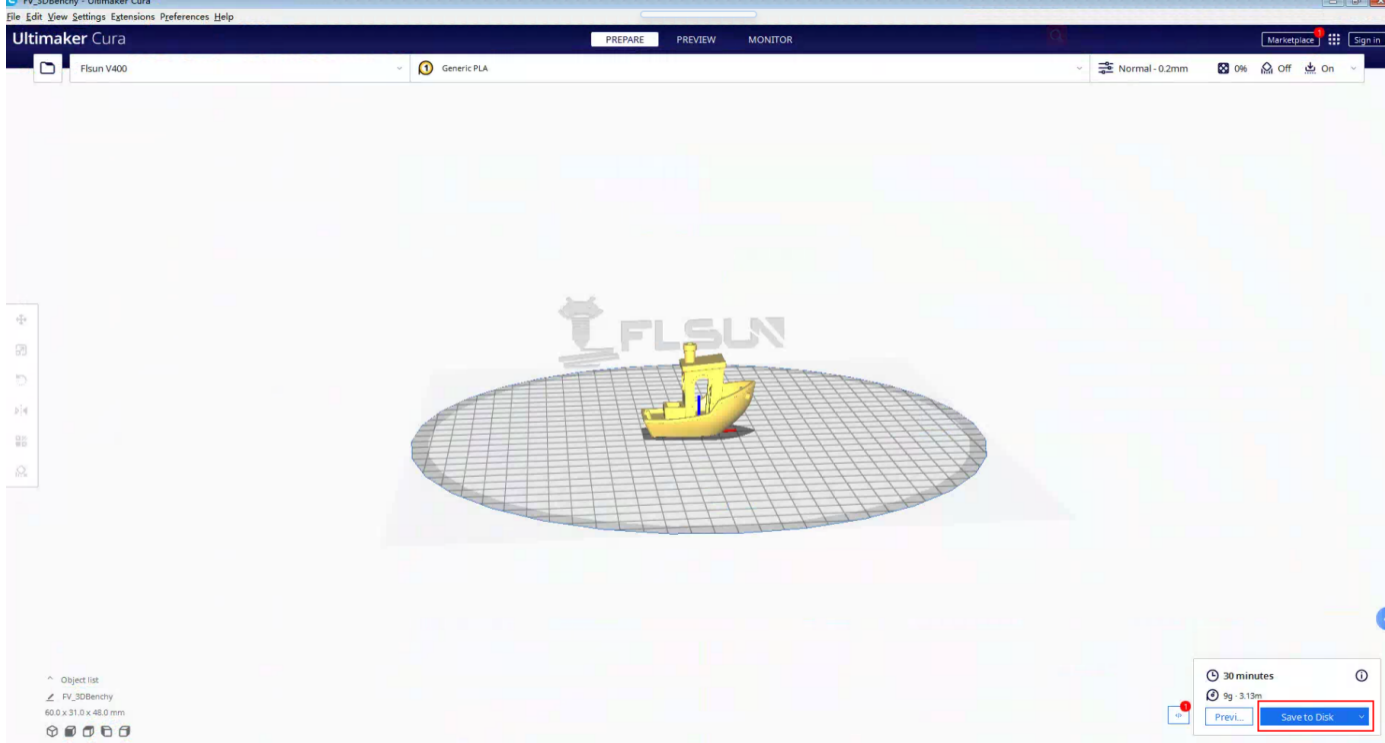 FV_3DBenchy - Ultimaker Cura
File Edit View Settings Extensions Preferences Help
Ultimaker Cura
PREPARE PREVIEW MONITOR
Marketplace 1 Sign in
Flsun V400
1 Generic PLA
Normal - 0.2mm 0% Off On
FLSUN
Object list
FV_3DBenchy
60.0 x 31.0 x 48.0 mm
30 minutes
9g · 3.13m
1
Previ... Save to Disk